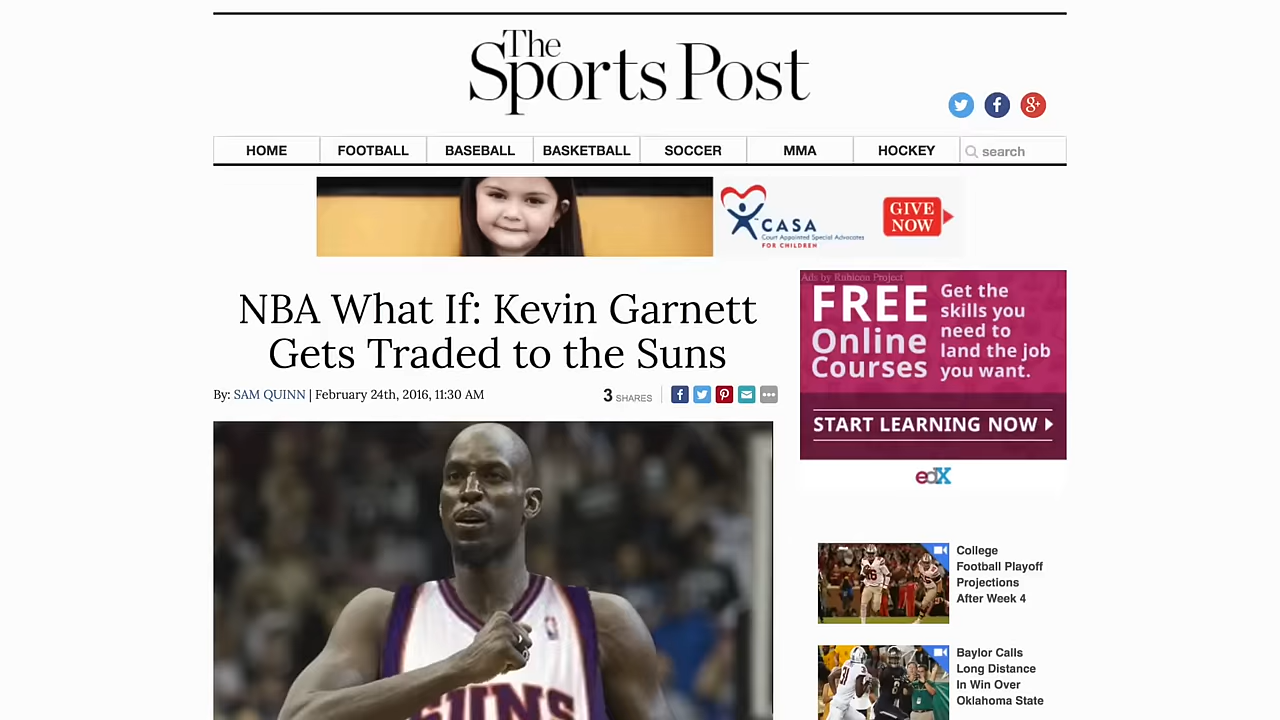 The
Sports Post
HOME FOOTBALL BASEBALL BASKETBALL SOCCER MMA HOCKEY search
CASA
Court Appointed Special Advocates
FOR CHILDREN
GIVE
NOW
NBA What If: Kevin Garnett
Gets Traded to the Suns
By: SAM QUINN | February 24th, 2016, 11:30 AM
3 SHARES
SUNS
Ads by Rubicon Project
FREE
Online
Courses
Get the
skills you
need to
land the job
you want.
START LEARNING NOW
edX
College
Football Playoff
Projections
After Week 4
Baylor Calls
Long Distance
In Win Over
Oklahoma State